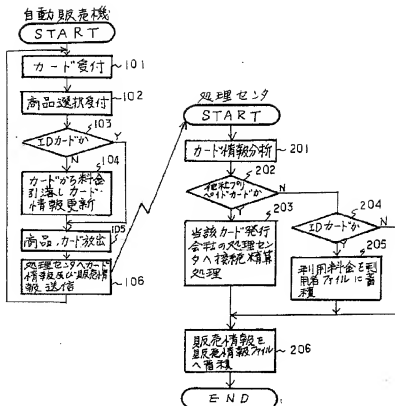 自動販売機
START
カード受付
101
商品選択受付
102
103
IDカードか
Y
N
104
カードから料金
引落しカード
情報更新
105
商品,カード放出
処理センタへカード
情報及び販売情
報送信
106
処理センタ
START
カード情報分析
201
202
他社プリ
ペイドカードか
N
Y
203
当該カード発行
会社の処理セン
タへ接続精算
処理
204
IDカードか
N
Y
205
利用料金を利
用者ファイルに蓄
積
販売情報を
販売情報ファイル
へ蓄積
206
END